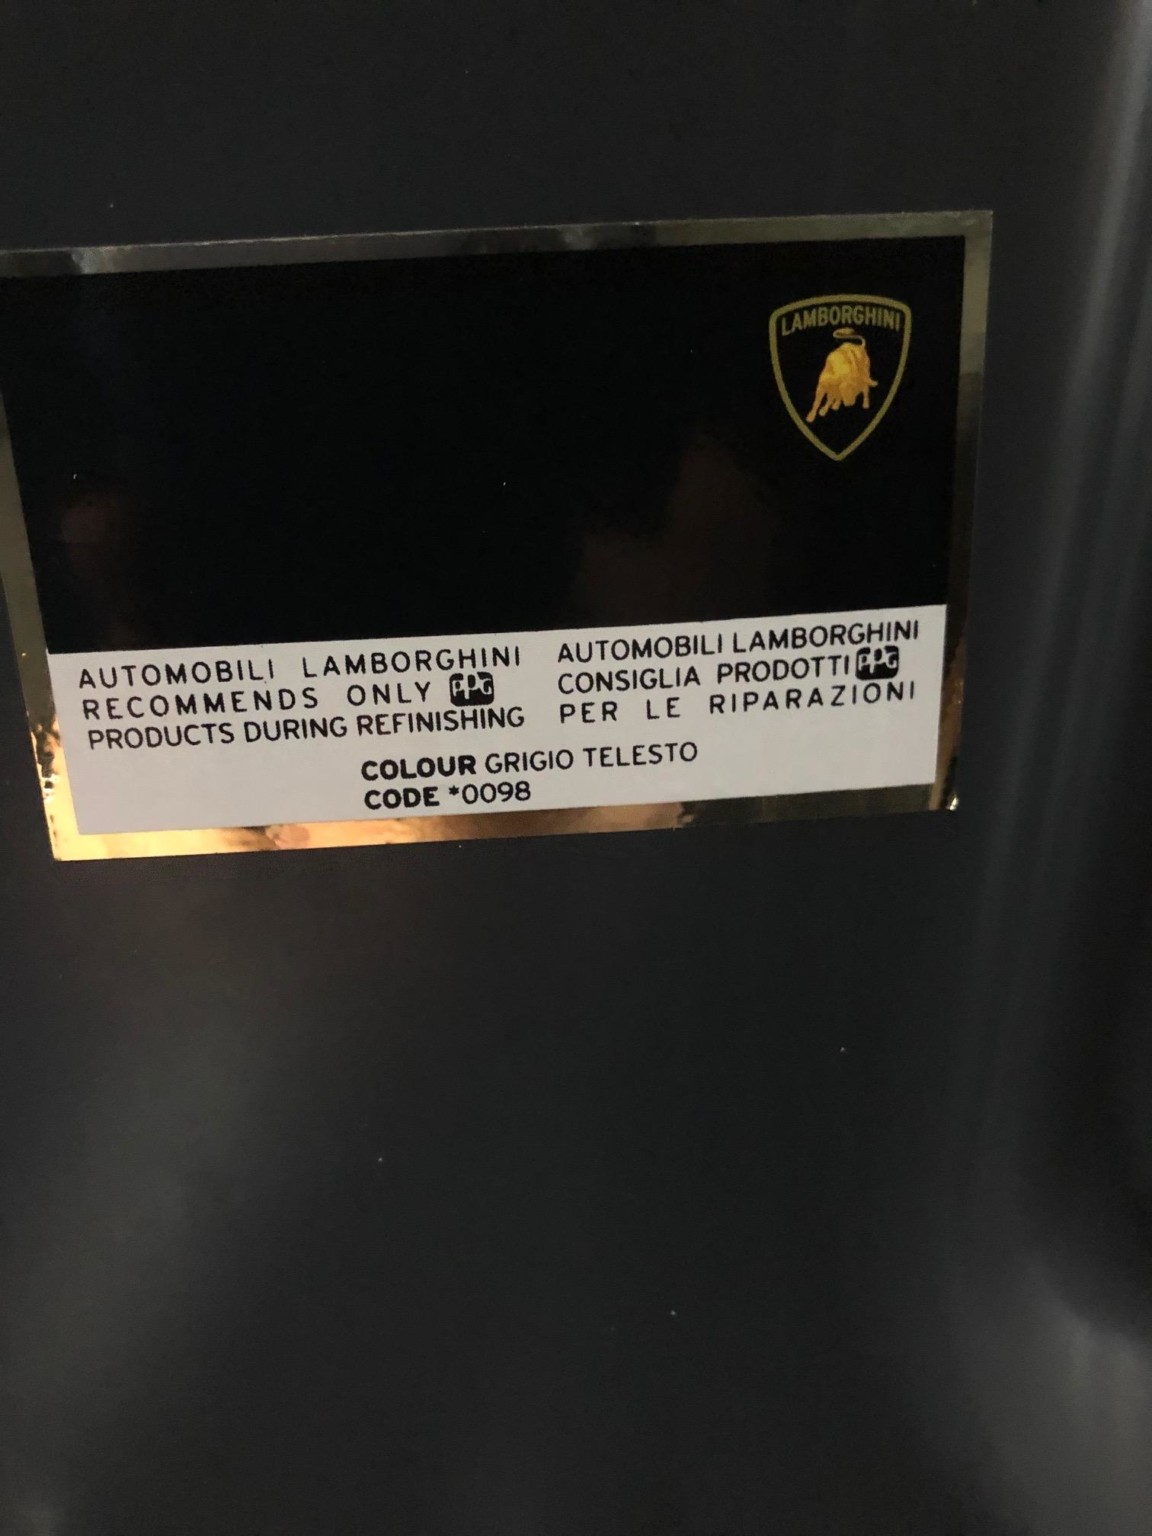 LAMBORGHINI
AUTOMOBILI LAMBORGHINI
RECOMMENDS ONLY PPG
PRODUCTS DURING REFINISHING
AUTOMOBILI LAMBORGHINI
CONSIGLIA PRODOTTI PPG
PER LE RIPARAZIONI
COLOUR GRIGIO TELESTO
CODE *0098